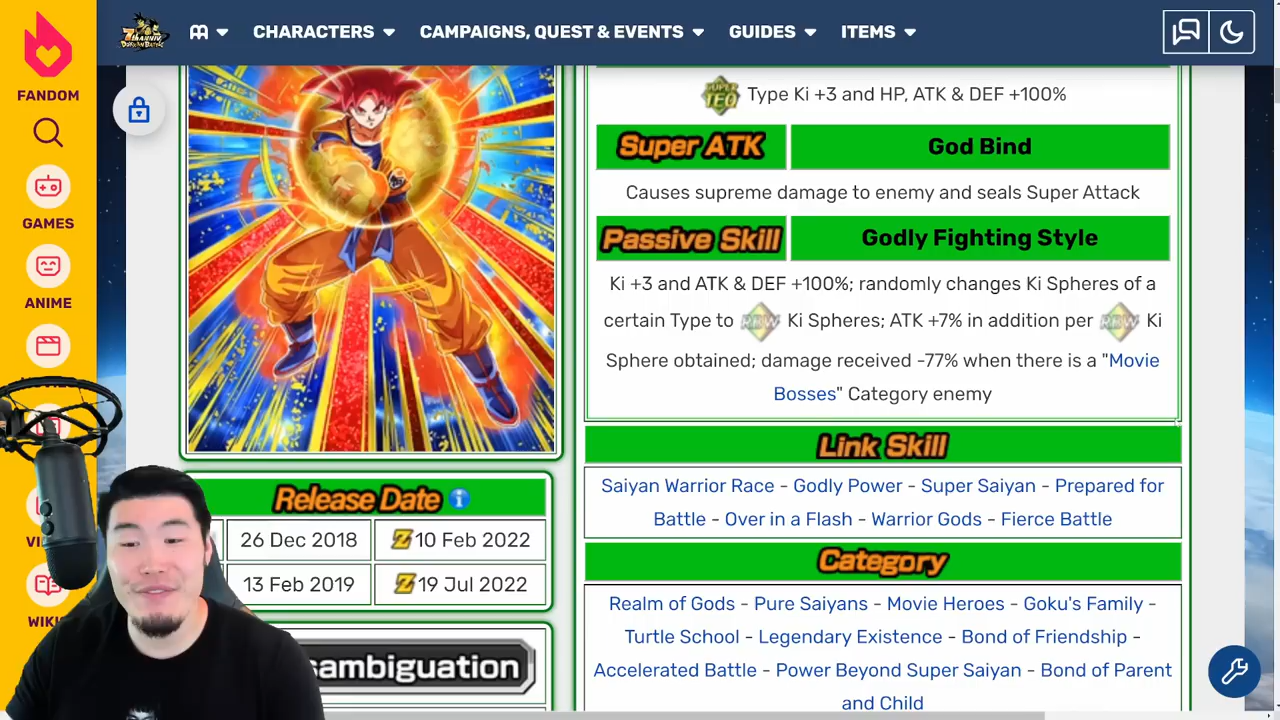 FANDOM
GAMES
ANIME
WIK
CHARACTERS
CAMPAIGNS, QUEST & EVENTS
GUIDES
ITEMS
SUPER TEQ Type Ki +3 and HP, ATK & DEF +100%
Super ATK
God Bind
Causes supreme damage to enemy and seals Super Attack
Passive Skill
Godly Fighting Style
Ki +3 and ATK & DEF +100%; randomly changes Ki Spheres of a
certain Type to RBW Ki Spheres; ATK +7% in addition per RBW Ki
Sphere obtained; damage received -77% when there is a "Movie
Bosses" Category enemy
Link Skill
Saiyan Warrior Race - Godly Power - Super Saiyan - Prepared for
Battle - Over in a Flash - Warrior Gods - Fierce Battle
Category
Realm of Gods - Pure Saiyans - Movie Heroes - Goku's Family -
Turtle School - Legendary Existence - Bond of Friendship -
Accelerated Battle - Power Beyond Super Saiyan - Bond of Parent
and Child
Release Date
26 Dec 2018
Z 10 Feb 2022
13 Feb 2019
Z 19 Jul 2022
sambiguation